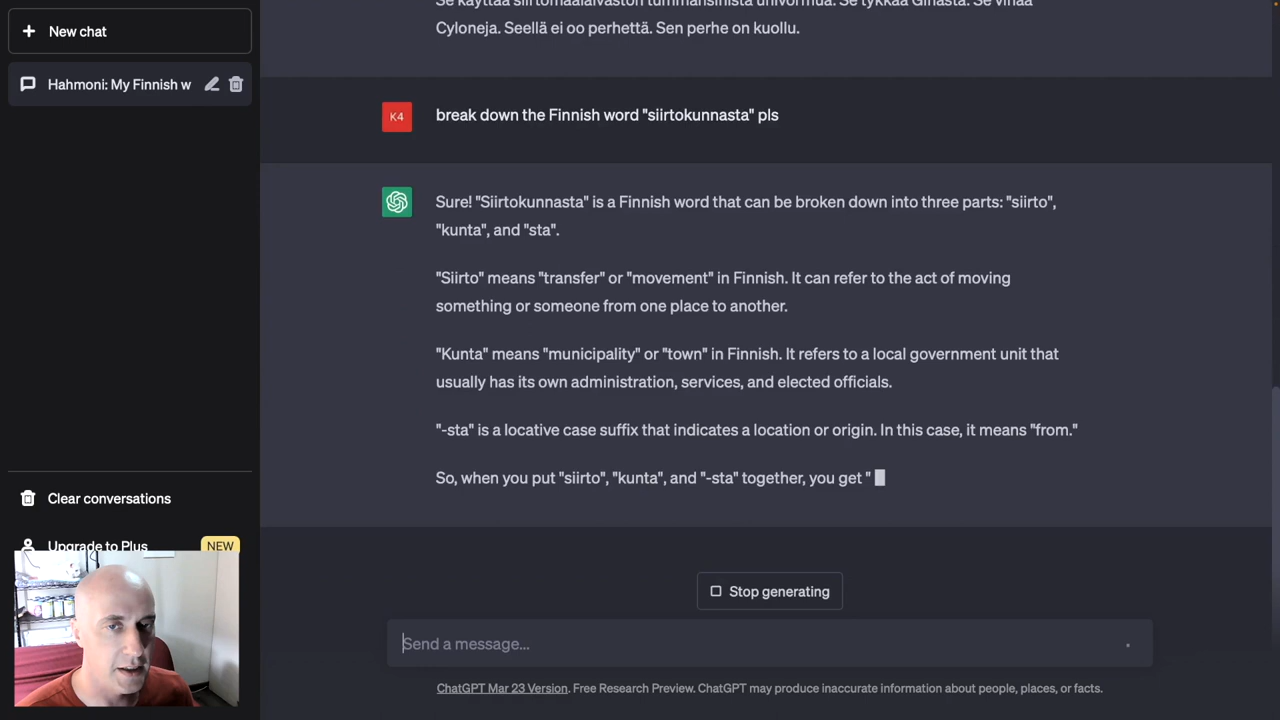 New chat
Hahmoni: My Finnish w
Se käyttää siirtomaalaivaston tummansinistä univormua. Se tykkää Ginasta. Se vihaa
Cyloneja. Seellä ei oo perhettä. Sen perhe on kuollu.
K4
break down the Finnish word "siirtokunnasta" pls
Sure! "Siirtokunnasta" is a Finnish word that can be broken down into three parts: "siirto",
"kunta", and "sta".
"Siirto" means "transfer" or "movement" in Finnish. It can refer to the act of moving
something or someone from one place to another.
"Kunta" means "municipality" or "town" in Finnish. It refers to a local government unit that
usually has its own administration, services, and elected officials.
"-sta" is a locative case suffix that indicates a location or origin. In this case, it means "from."
So, when you put "siirto", "kunta", and "-sta" together, you get "
Clear conversations
Upgrade to Plus
NEW
Stop generating
Send a message...
ChatGPT Mar 23 Version. Free Research Preview. ChatGPT may produce inaccurate information about people, places, or facts.